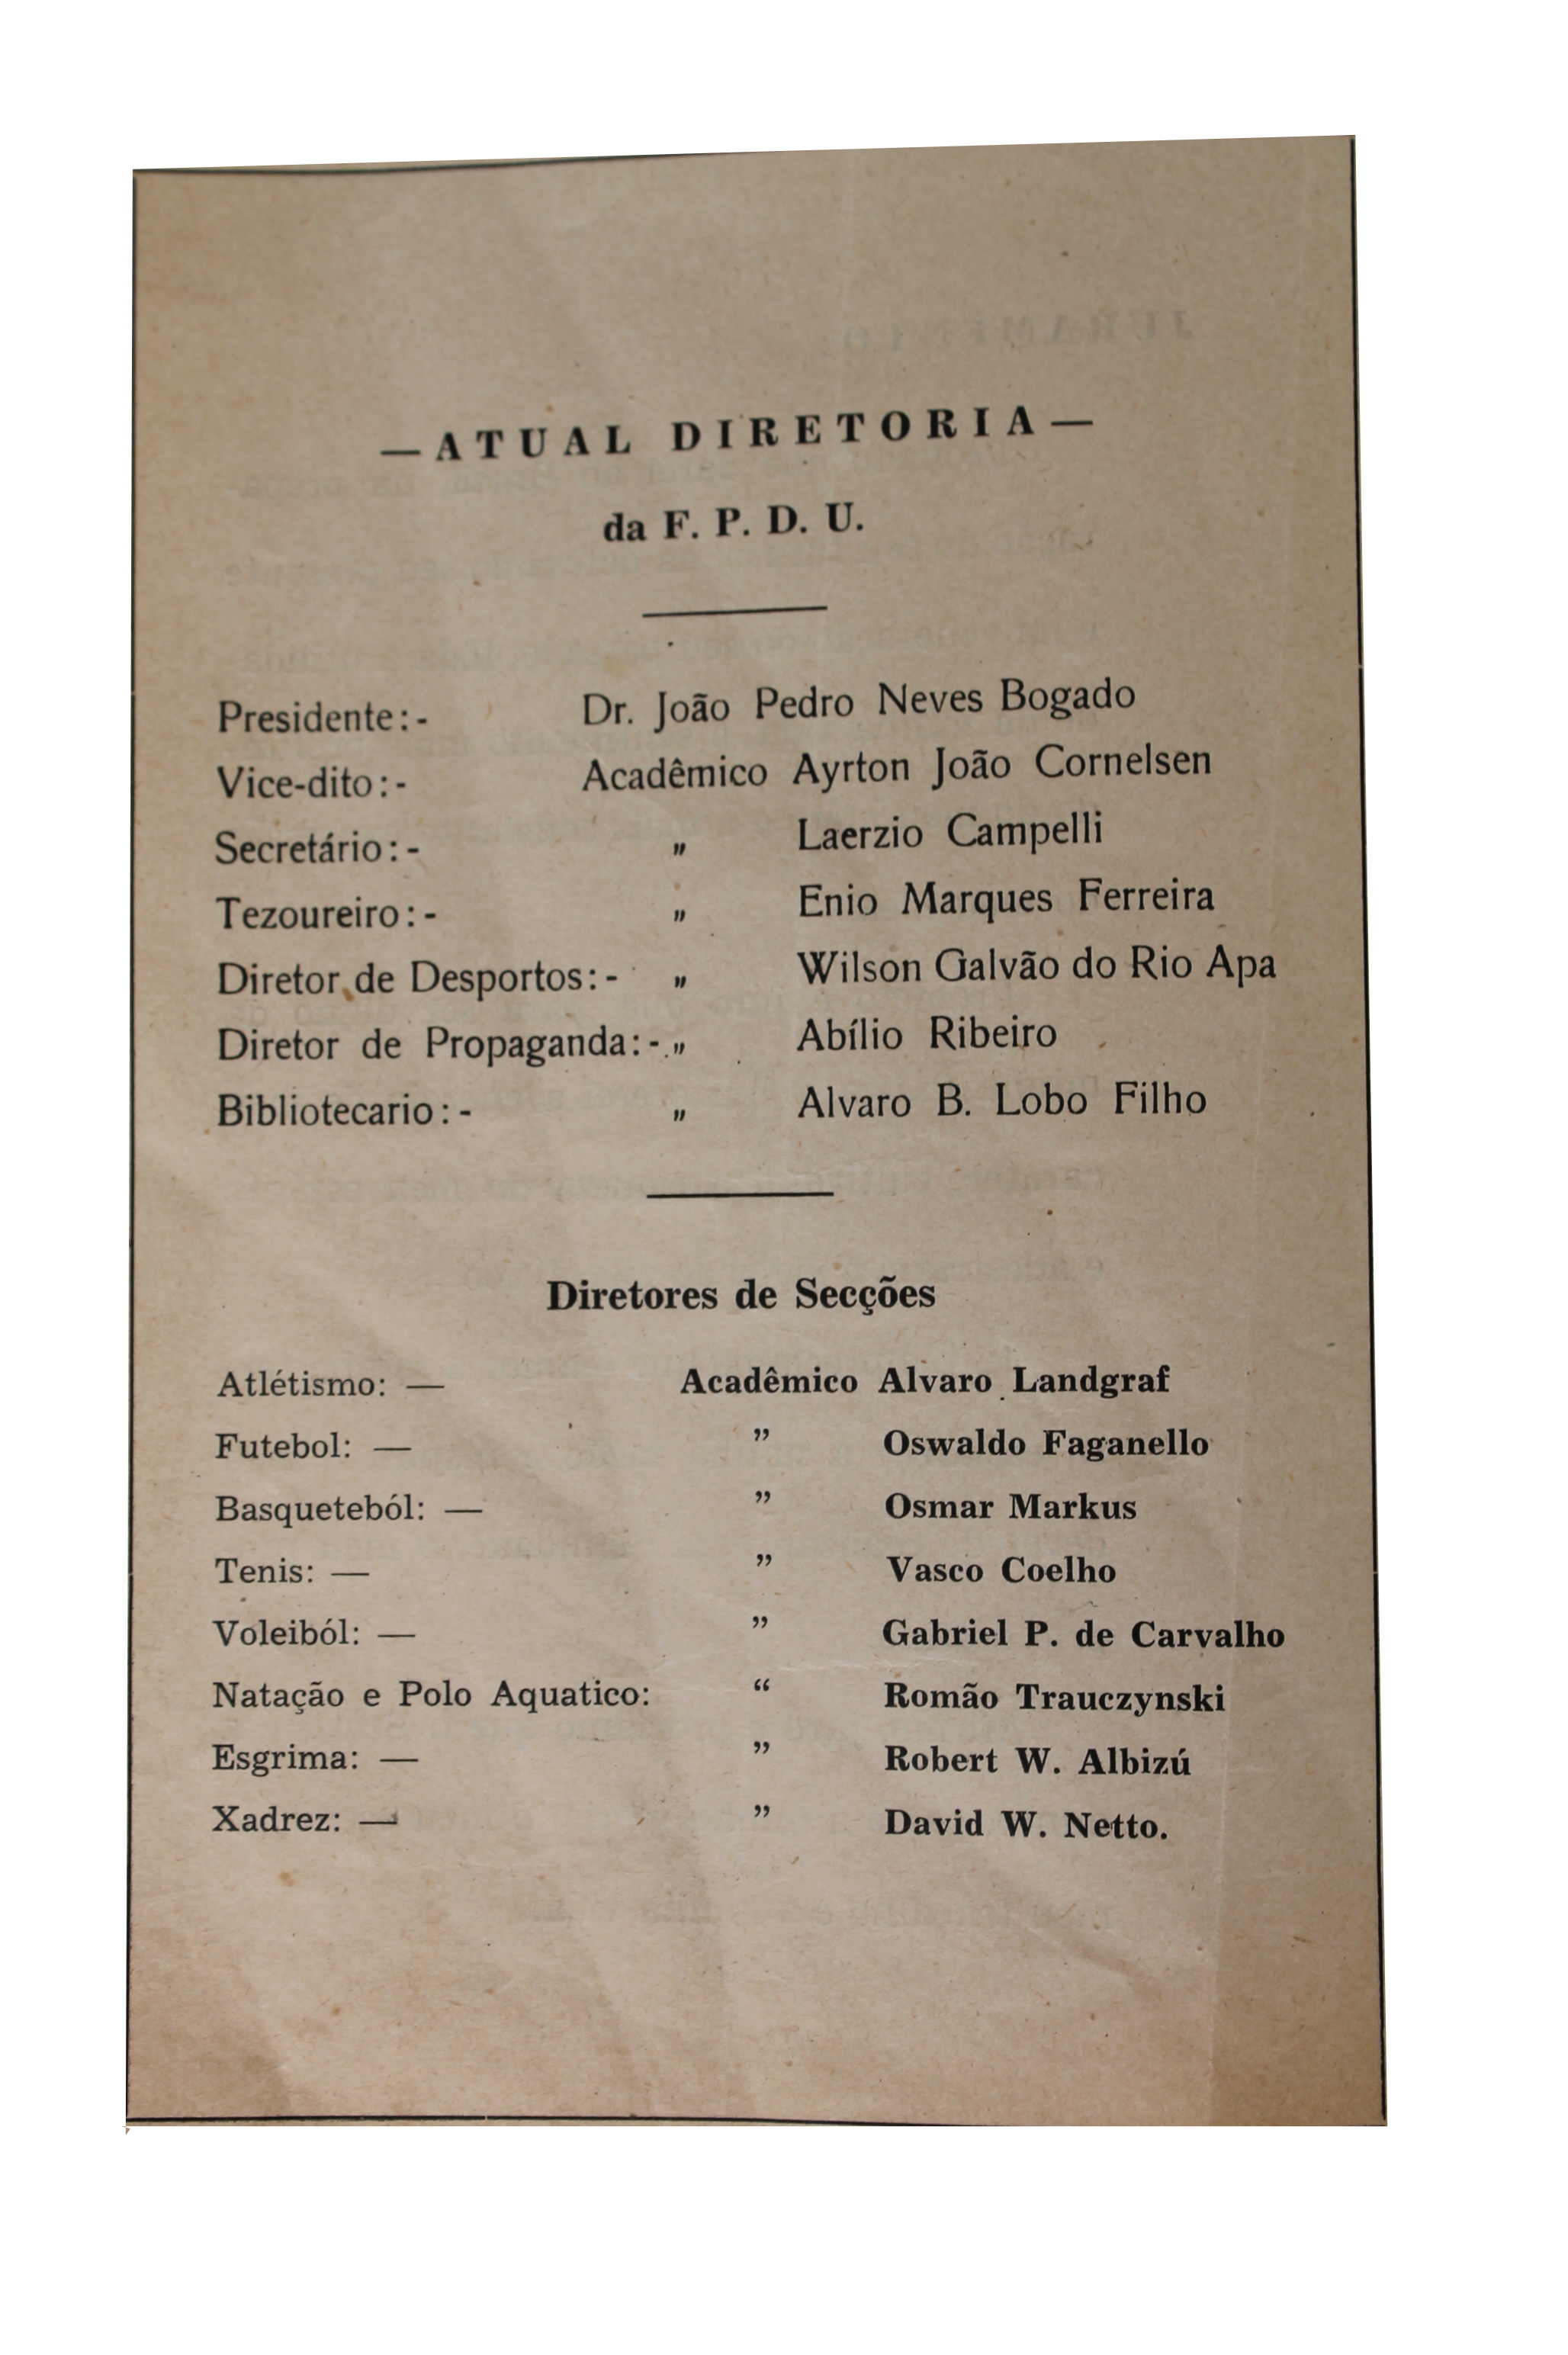 — ATUAL DIRETORIA —
da F. P. D. U.
Presidente: - Dr. João Pedro Neves Bogado
Vice-dito: - Acadêmico Ayrton João Cornelsen
Secretário: - „ Laerzio Campelli
Tezoureiro: - „ Enio Marques Ferreira
Diretor de Desportos: - „ Wilson Galvão do Rio Apa
Diretor de Propaganda: - „ Abílio Ribeiro
Bibliotecario: - „ Alvaro B. Lobo Filho
Diretores de Secções
Atlétismo: — Acadêmico Alvaro Landgraf
Futebol: — ” Oswaldo Faganello
Basqueteból: — ” Osmar Markus
Tenis: — ” Vasco Coelho
Voleiból: — ” Gabriel P. de Carvalho
Natação e Polo Aquatico: “ Romão Trauczynski
Esgrima: — ” Robert W. Albizú
Xadrez: — ” David W. Netto.